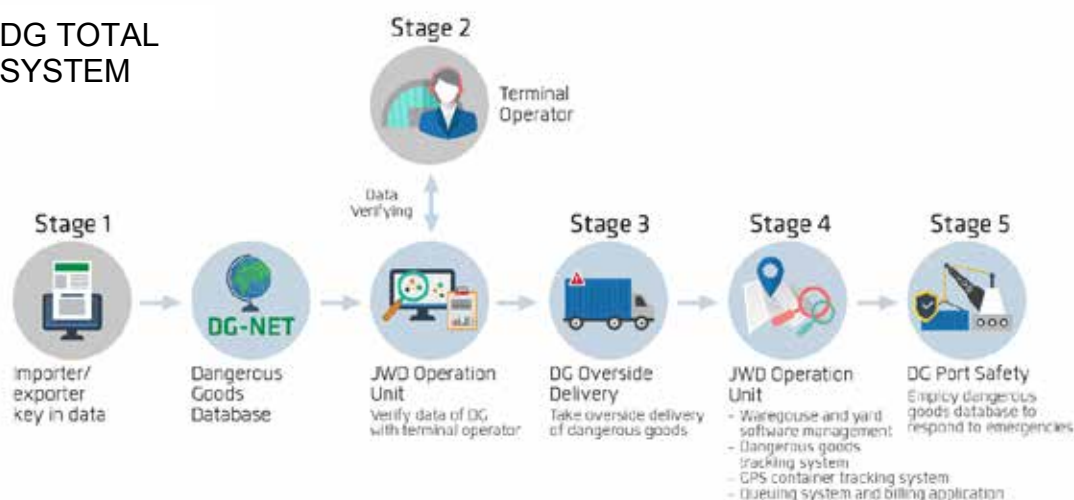 DG TOTAL
SYSTEM
Stage 2
Terminal
Operator
Data
Verifying
Stage 1
Stage 3
Stage 4
Stage 5
DG-NET
Importer/
exporter
key in data
Dangerous
Goods
Database
JWD Operation
Unit
Verify data of DG
with terminal operator
DG Overside
Delivery
Take overside delivery
of dangerous goods
JWD Operation
Unit
- Waregouse and yard
software management
- Dangerous goods
tracking system
- GPS container tracking system
- Queuing system and billing application
DG Port Safety
Employ dangerous
goods database to
respond to emergencies